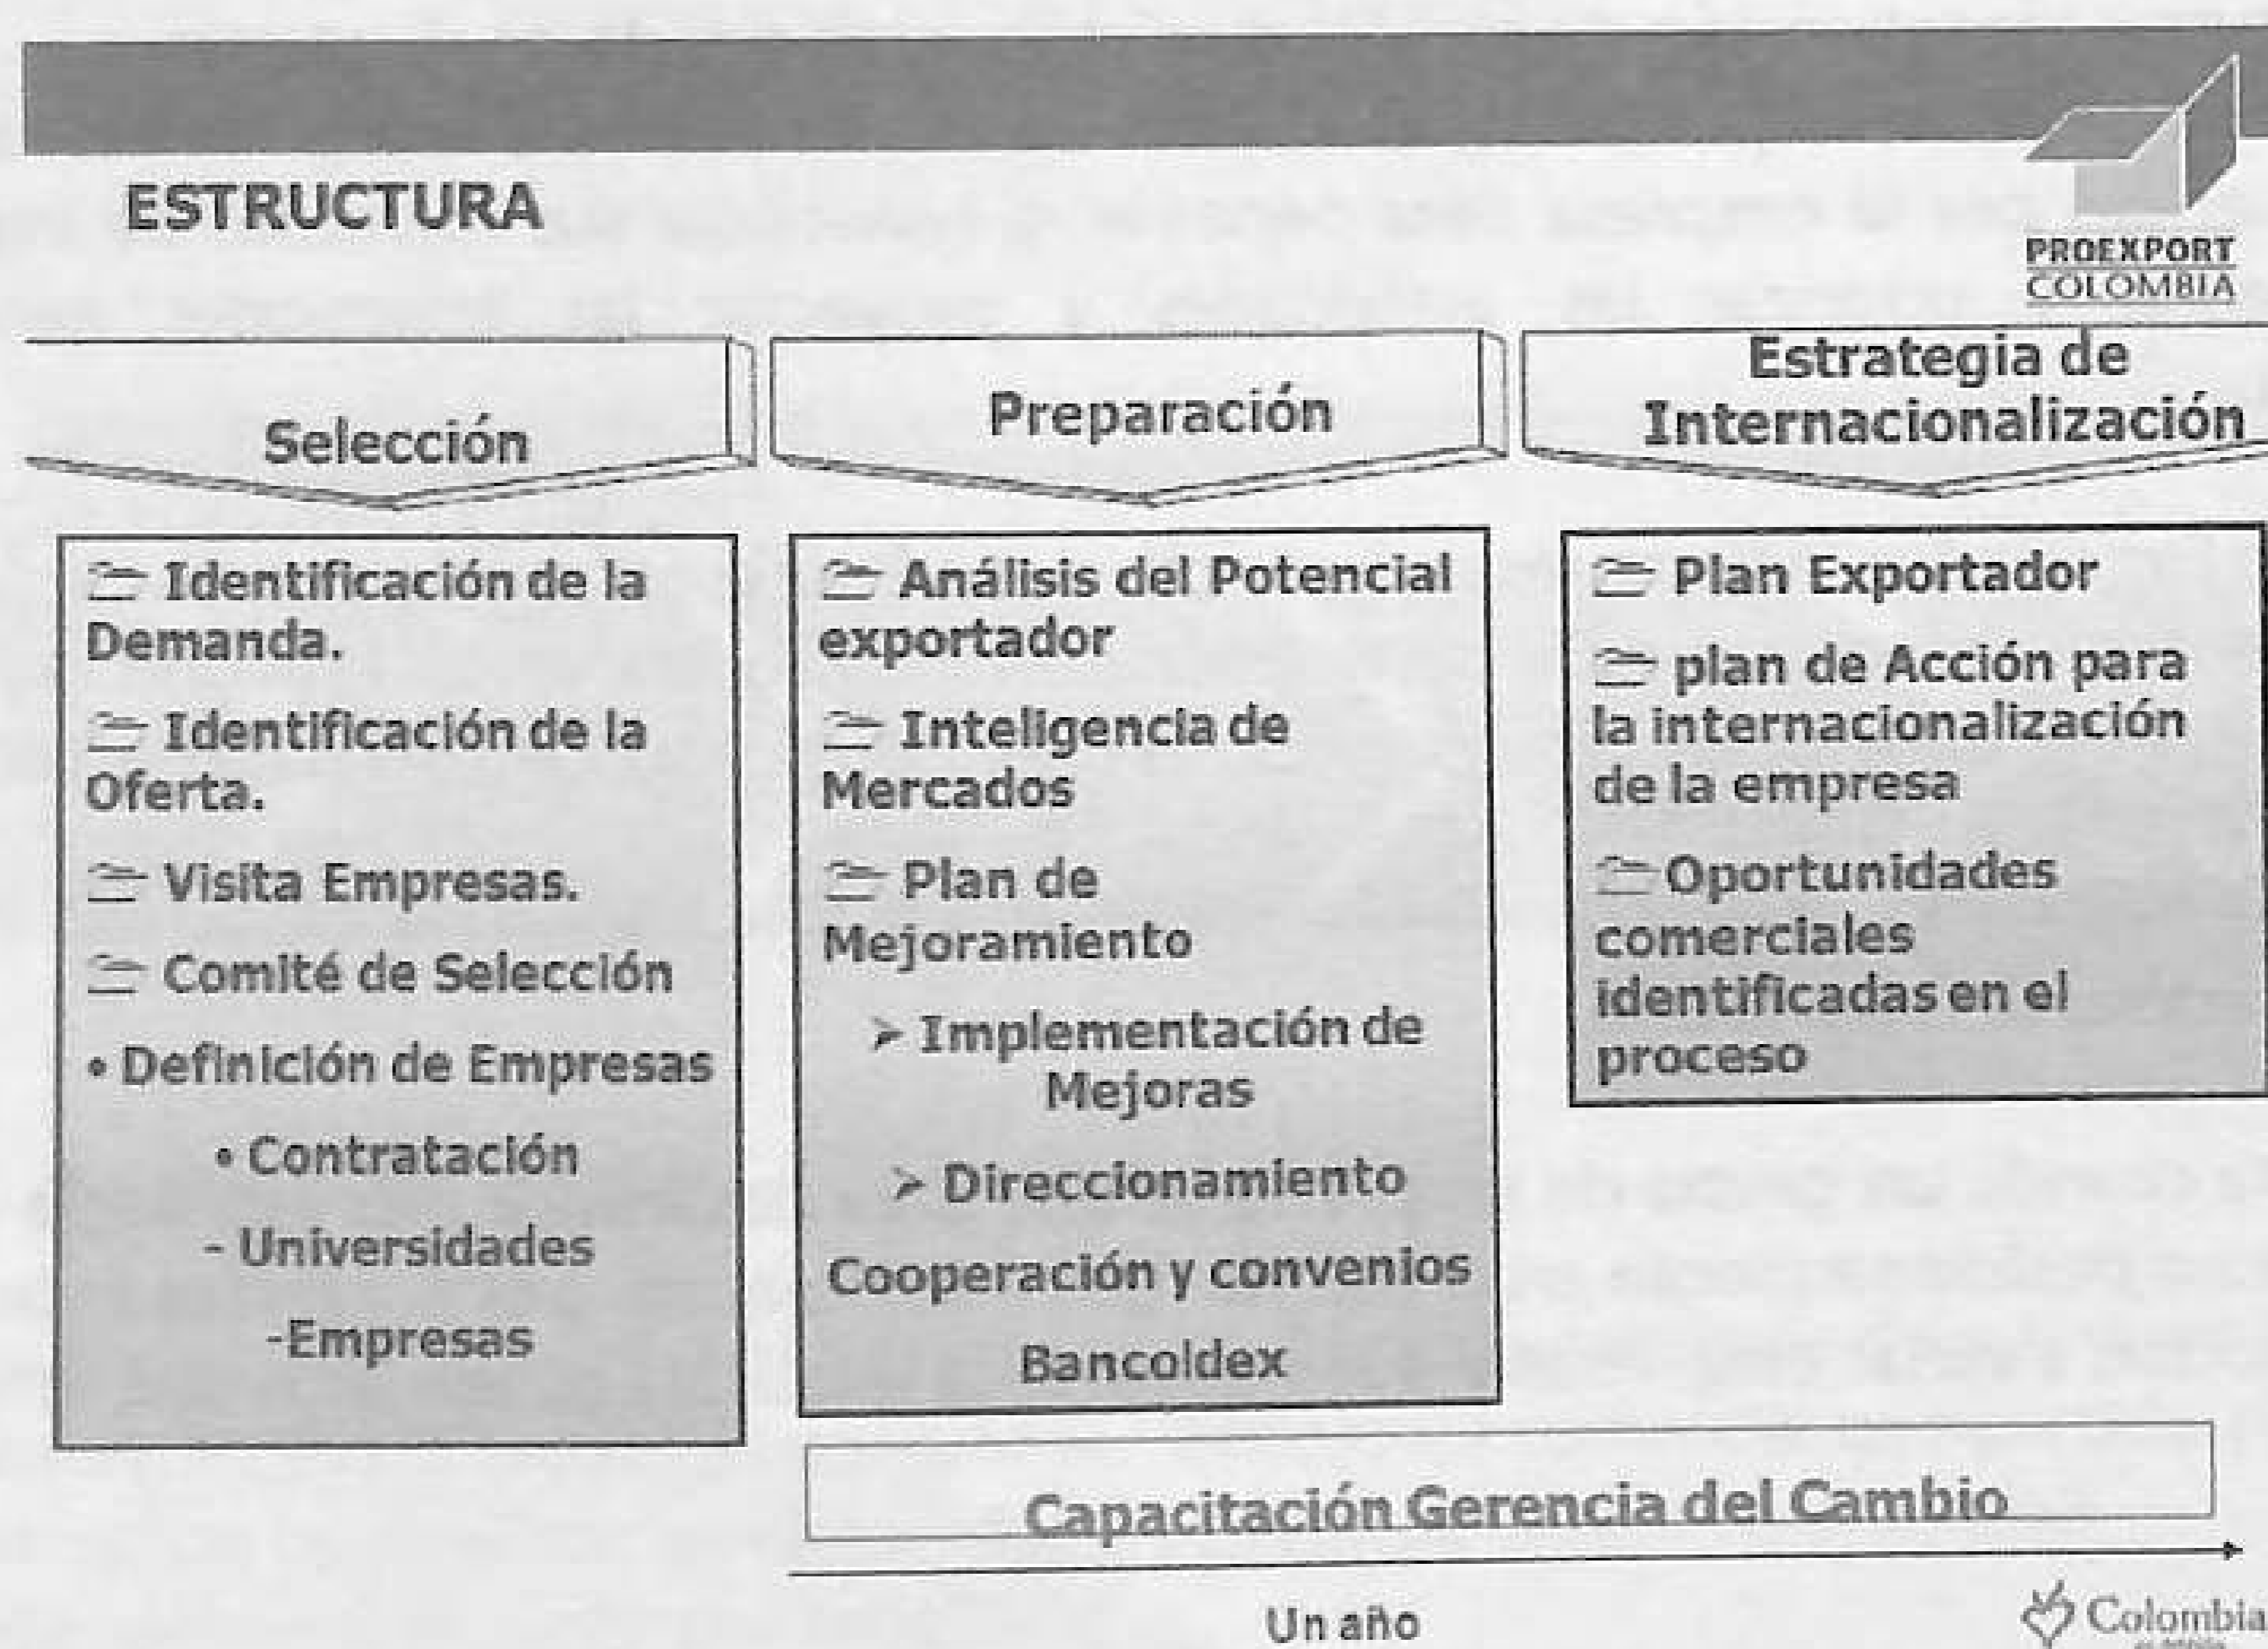 ESTRUCTURA
PROEXPORT
COLOMBIA
Selección
Identificación de la
Demanda.
Identificación de la
Oferta.
Visita Empresas.
Comité de Selección
• Definición de Empresas
• Contratación
- Universidades
-Empresas
Preparación
Análisis del Potencial
exportador
Inteligencia de
Mercados
Plan de
Mejoramiento
➢ Implementación de
Mejoras
➢ Direccionamiento
Cooperación y convenios
Bancoldex
Estrategia de
Internacionalización
Plan Exportador
plan de Acción para
la internacionalización
de la empresa
Oportunidades
comerciales
identificadas en el
proceso
Capacitación Gerencia del Cambio
Un año
Colombia